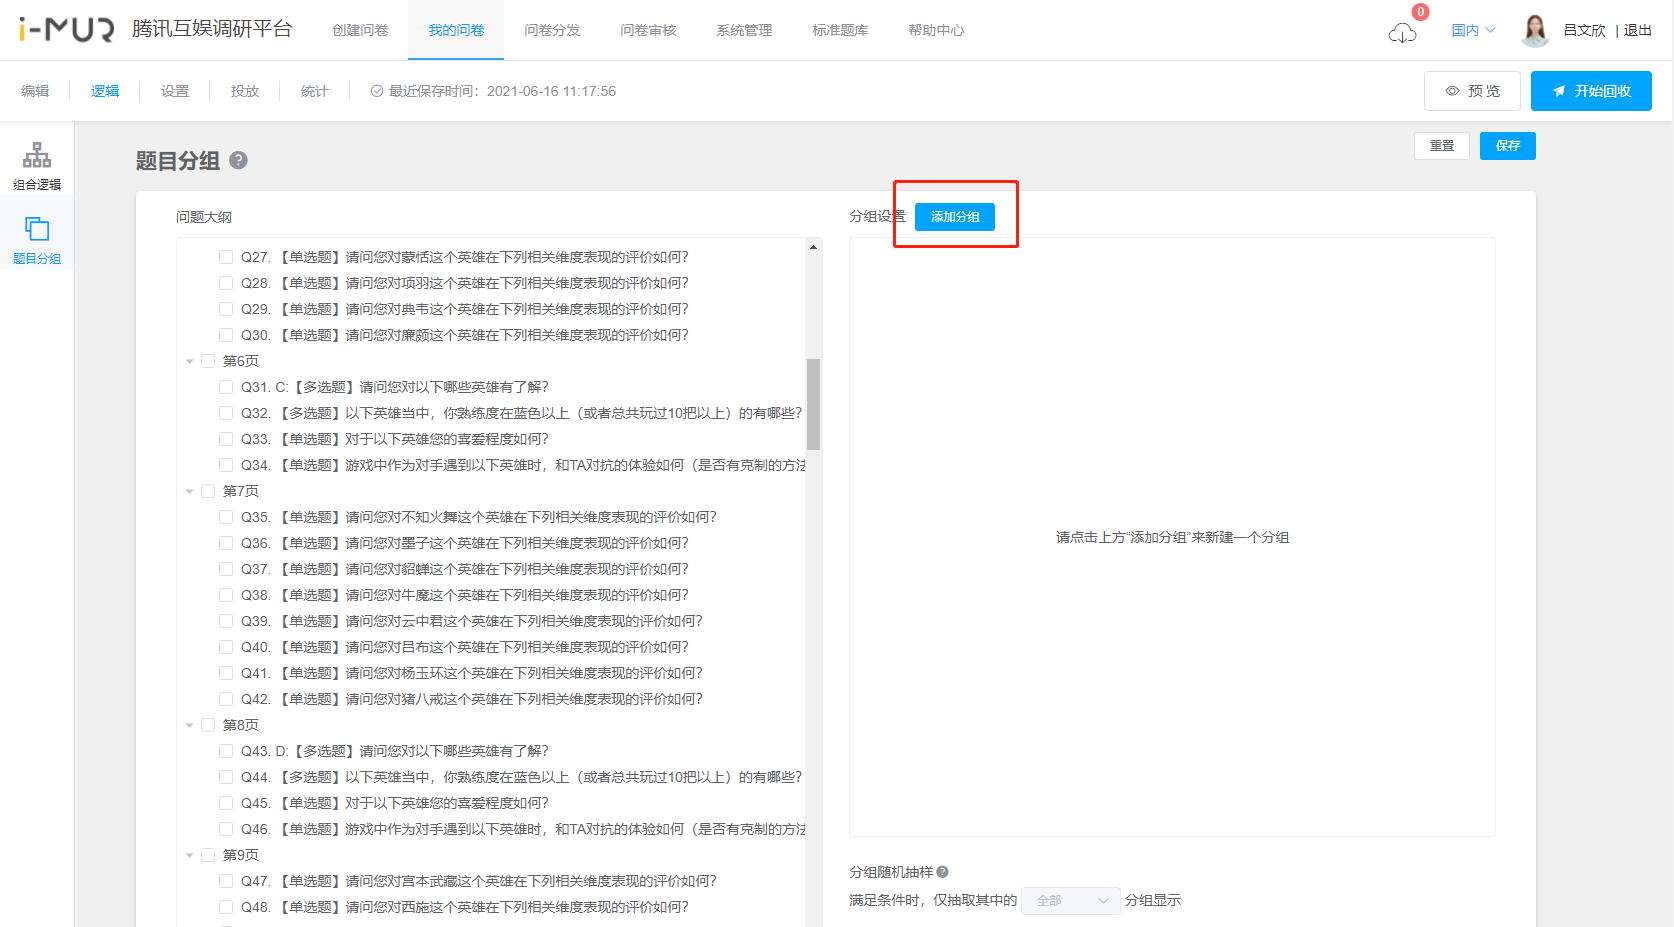 i-MUR 腾讯互娱调研平台 创建问卷 我的问卷 问卷分发 问卷审核 系统管理 标准题库 帮助中心 0 国内 吕文欣 | 退出
编辑 逻辑 设置 投放 统计 最近保存时间：2021-06-16 11:17:56 预 览 开始回收
组合逻辑
题目分组
题目分组 ? 重置 保存
问题大纲
Q27. 【单选题】请问您对蒙恬这个英雄在下列相关维度表现的评价如何？
Q28. 【单选题】请问您对项羽这个英雄在下列相关维度表现的评价如何？
Q29. 【单选题】请问您对典韦这个英雄在下列相关维度表现的评价如何？
Q30. 【单选题】请问您对廉颇这个英雄在下列相关维度表现的评价如何？
第6页
Q31. C:【多选题】请问您对以下哪些英雄有了解？
Q32. 【多选题】以下英雄当中，你熟练度在蓝色以上（或者总共玩过10把以上）的有哪些？
Q33. 【单选题】对于以下英雄您的喜爱程度如何？
Q34. 【单选题】游戏中作为对手遇到以下英雄时，和TA对抗的体验如何（是否有克制的方法
第7页
Q35. 【单选题】请问您对不知火舞这个英雄在下列相关维度表现的评价如何？
Q36. 【单选题】请问您对墨子这个英雄在下列相关维度表现的评价如何？
Q37. 【单选题】请问您对貂蝉这个英雄在下列相关维度表现的评价如何？
Q38. 【单选题】请问您对牛魔这个英雄在下列相关维度表现的评价如何？
Q39. 【单选题】请问您对云中君这个英雄在下列相关维度表现的评价如何？
Q40. 【单选题】请问您对吕布这个英雄在下列相关维度表现的评价如何？
Q41. 【单选题】请问您对杨玉环这个英雄在下列相关维度表现的评价如何？
Q42. 【单选题】请问您对猪八戒这个英雄在下列相关维度表现的评价如何？
第8页
Q43. D:【多选题】请问您对以下哪些英雄有了解？
Q44. 【多选题】以下英雄当中，你熟练度在蓝色以上（或者总共玩过10把以上）的有哪些？
Q45. 【单选题】对于以下英雄您的喜爱程度如何？
Q46. 【单选题】游戏中作为对手遇到以下英雄时，和TA对抗的体验如何（是否有克制的方法
第9页
Q47. 【单选题】请问您对宫本武藏这个英雄在下列相关维度表现的评价如何？
Q48. 【单选题】请问您对西施这个英雄在下列相关维度表现的评价如何？
分组设置 添加分组
请点击上方“添加分组”来新建一个分组
分组随机抽样 ?
满足条件时，仅抽取其中的 全部 分组显示